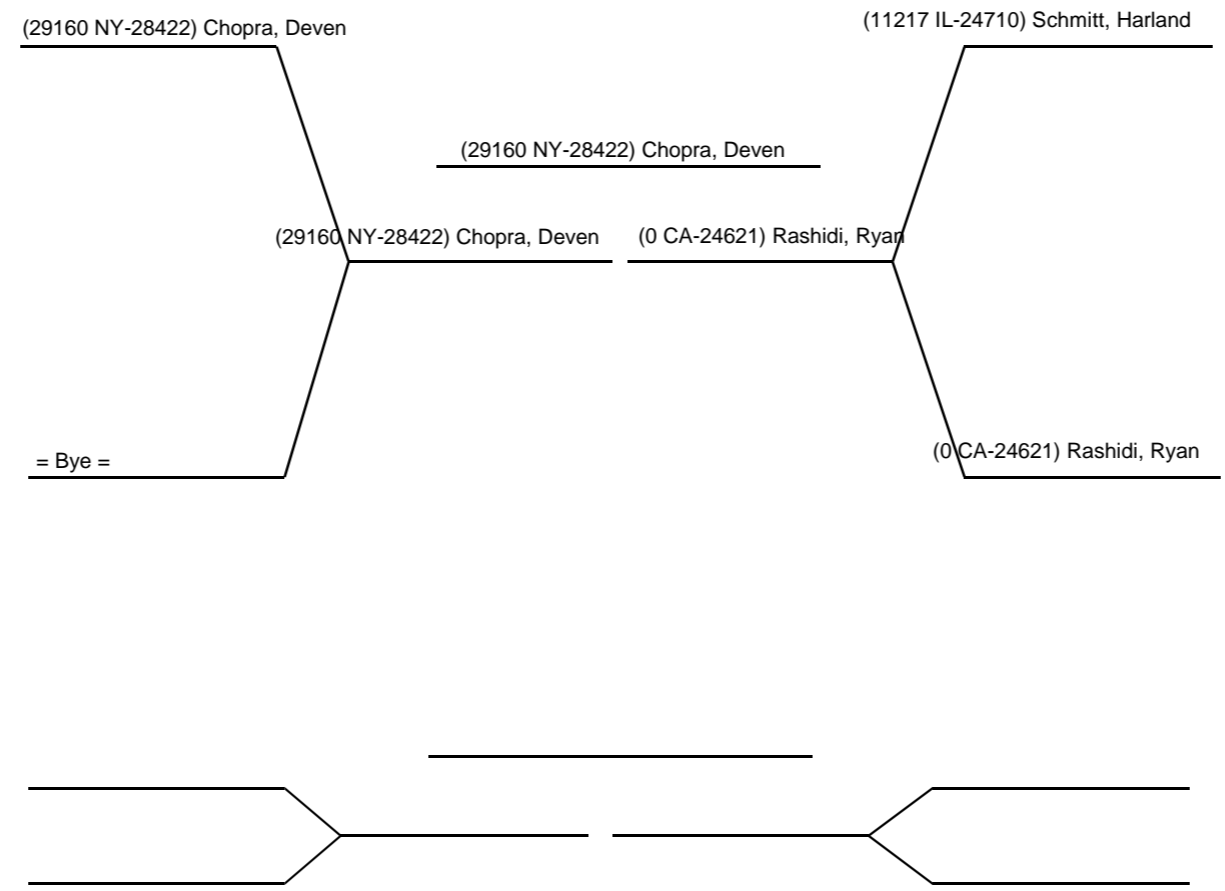 (29160 NY-28422) Chopra, Deven
(11217 IL-24710) Schmitt, Harland
(29160 NY-28422) Chopra, Deven
(29160 NY-28422) Chopra, Deven
(0 CA-24621) Rashidi, Ryan
= Bye =
(0 CA-24621) Rashidi, Ryan